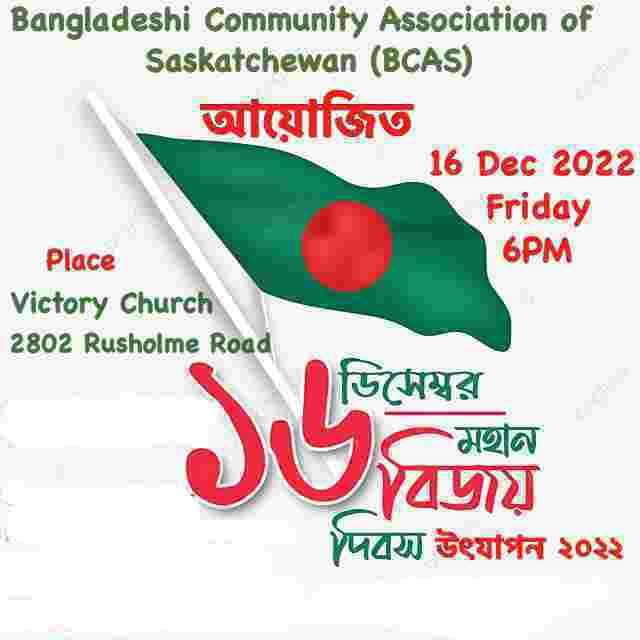 Bangladeshi Community Association of
Saskatchewan (BCAS)
আয়োজিত
16 Dec 2022
Friday
6PM
Place
Victory Church
2802 Rusholme Road
১৬ ডিসেম্বর
মহান
বিজয়
দিবস উৎযাপন ২০২২